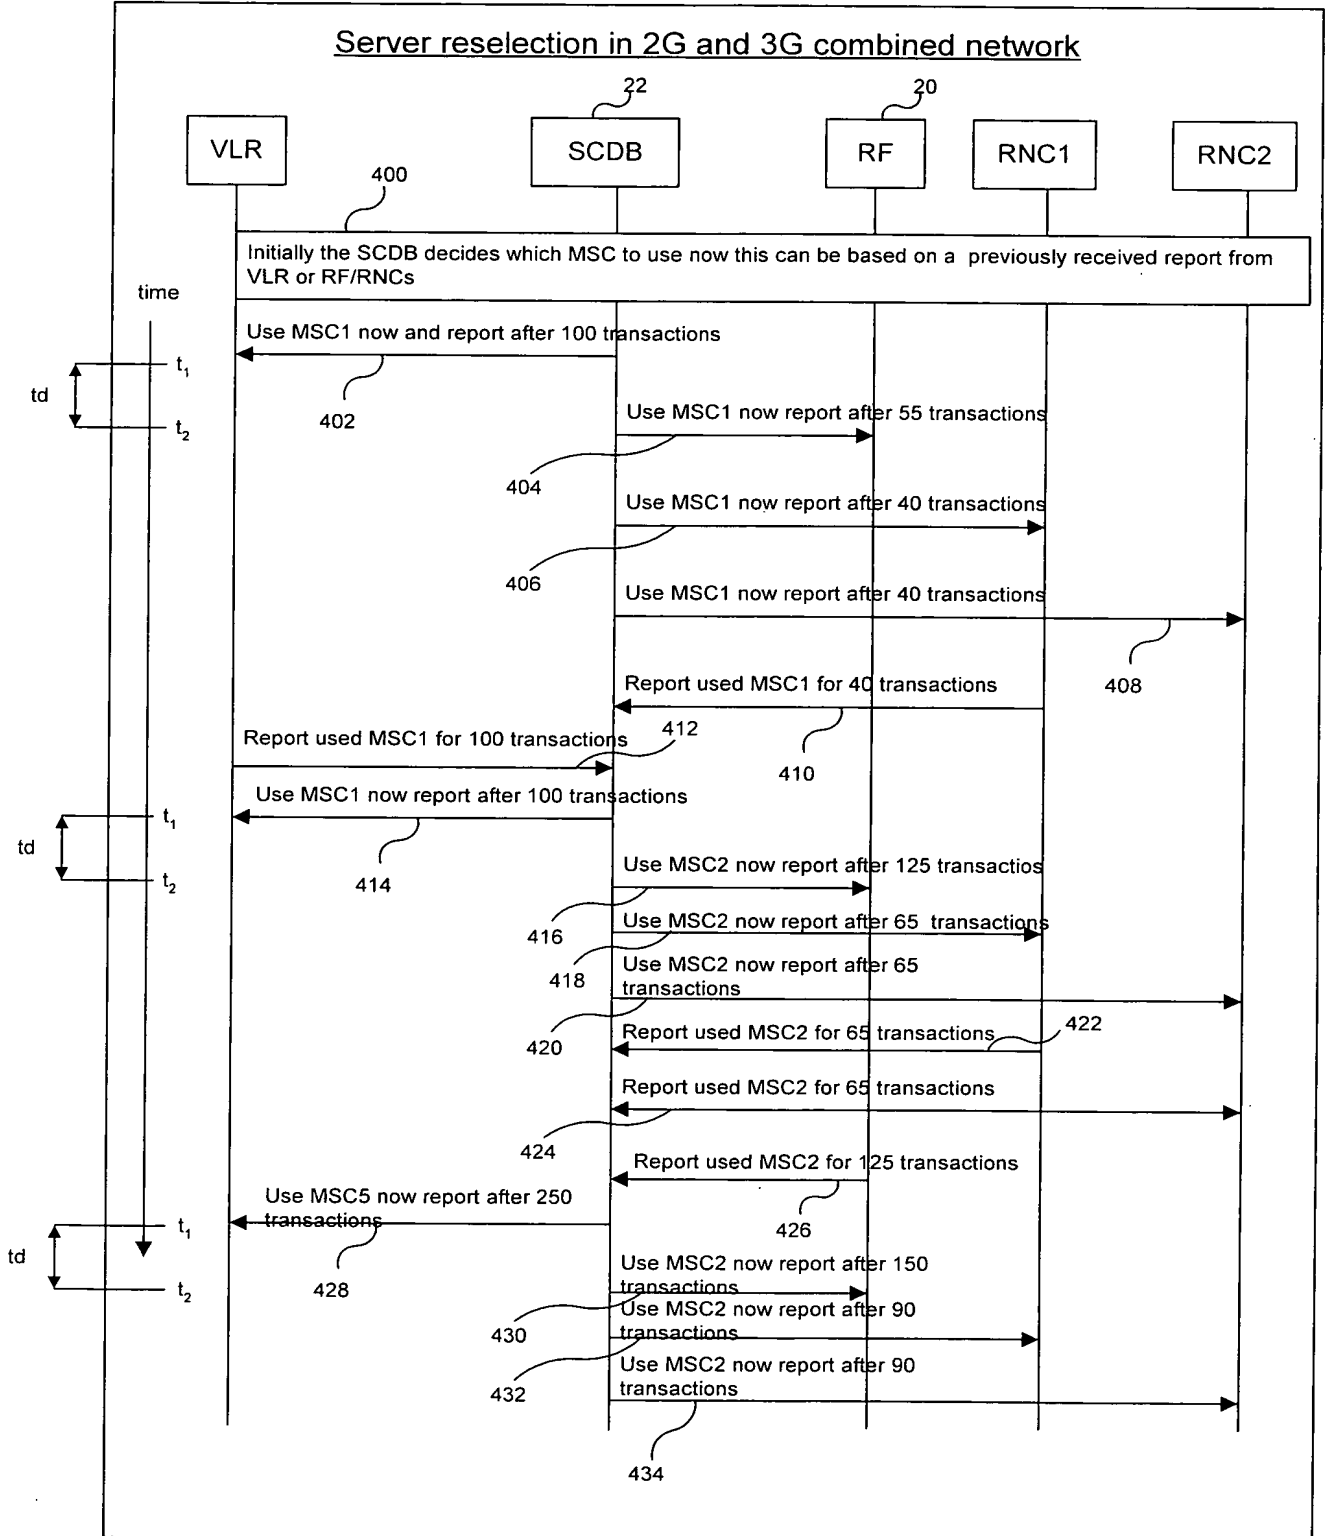 Server reselection in 2G and 3G combined network
22
20
VLR
SCDB
RF
RNC1
RNC2
400
Initially the SCDB decides which MSC to use now this can be based on a previously received report from
VLR or RF/RNCs
time
Use MSC1 now and report after 100 transactions
t1
td
402
Use MSC1 now report after 55 transactions
t2
404
Use MSC1 now report after 40 transactions
406
Use MSC1 now report after 40 transactions
408
Report used MSC1 for 40 transactions
412
Report used MSC1 for 100 transactions
410
Use MSC1 now report after 100 transactions
t1
td
Use MSC2 now report after 125 transactios
t2
414
416
Use MSC2 now report after 65 transactions
418
Use MSC2 now report after 65
transactions
420
422
Report used MSC2 for 65 transactions
Report used MSC2 for 65 transactions
424
Report used MSC2 for 125 transactions
Use MSC5 now report after 250
transactions
426
t1
td
428
Use MSC2 now report after 150
transactions
t2
430
Use MSC2 now report after 90
transactions
432
Use MSC2 now report after 90
transactions
434